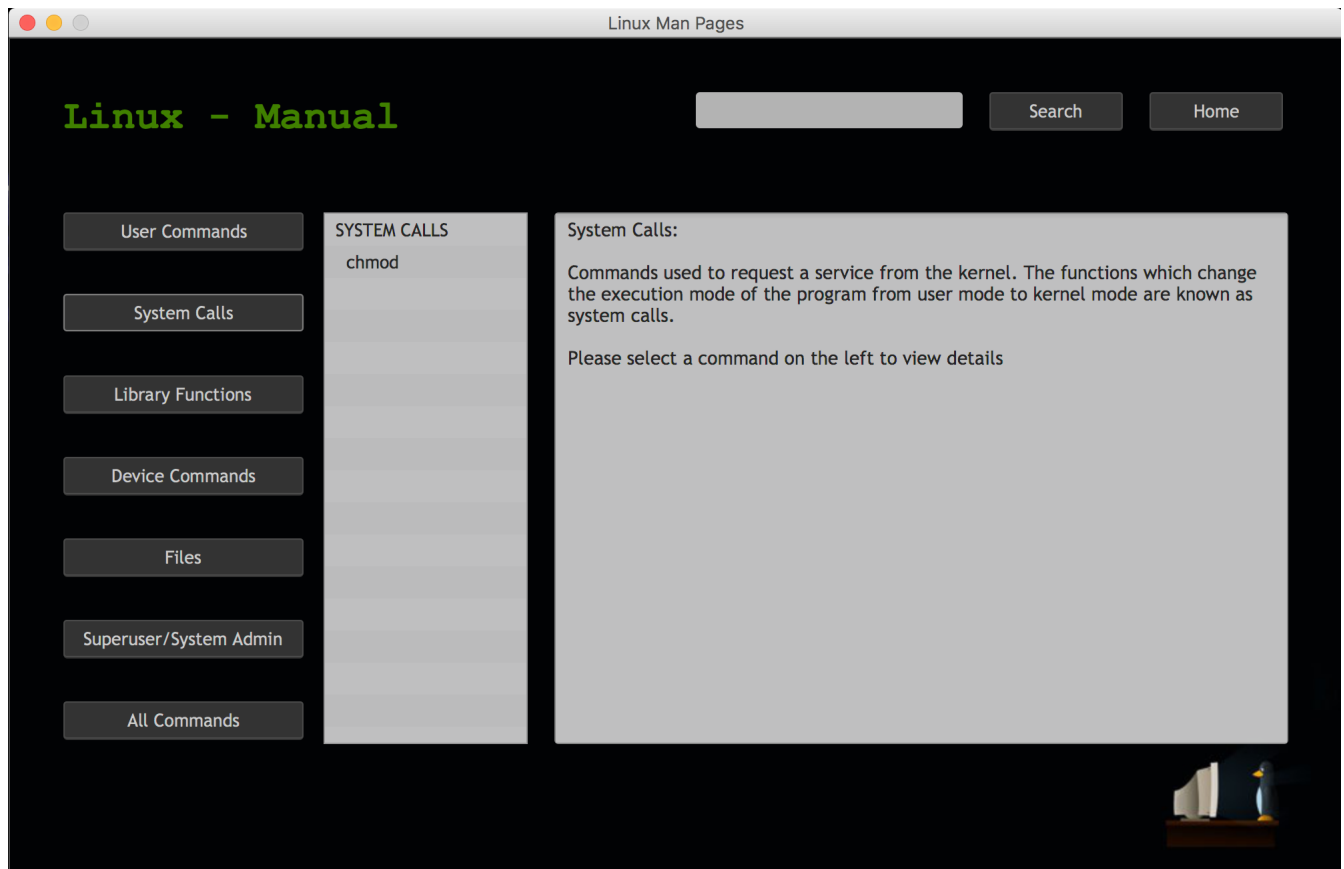 Linux Man Pages
Linux - Manual
Search
Home
User Commands
System Calls
Library Functions
Device Commands
Files
Superuser/System Admin
All Commands
SYSTEM CALLS
chmod
System Calls:
Commands used to request a service from the kernel. The functions which change
the execution mode of the program from user mode to kernel mode are known as
system calls.
Please select a command on the left to view details